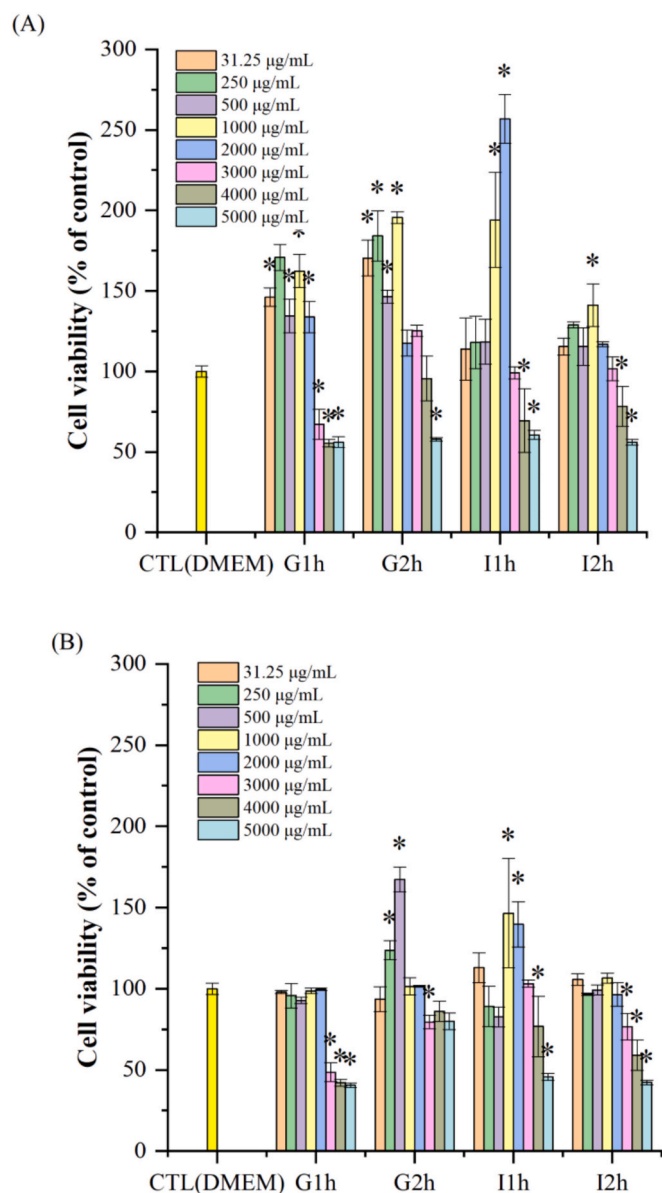 (A)
300
250
200
150
100
50
0
Cell viability (% of control)
31.25 μg/mL
250 μg/mL
500 μg/mL
1000 μg/mL
2000 μg/mL
3000 μg/mL
4000 μg/mL
5000 μg/mL
* * * * * * *
* * * * *
* * * *
* * *
CTL(DMEM) G1h G2h I1h I2h
(B)
300
250
200
150
100
50
0
Cell viability (% of control)
31.25 μg/mL
250 μg/mL
500 μg/mL
1000 μg/mL
2000 μg/mL
3000 μg/mL
4000 μg/mL
5000 μg/mL
* * *
* * *
* * * *
* * *
CTL(DMEM) G1h G2h I1h I2h